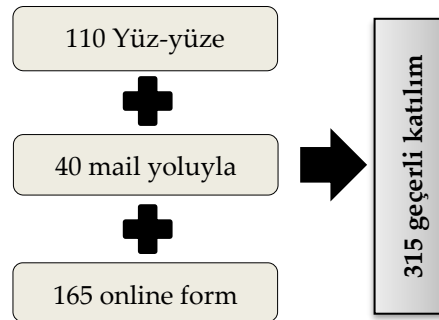 110 Yüz-yüze
40 mail yoluyla
165 online form
315 geçerli katılım